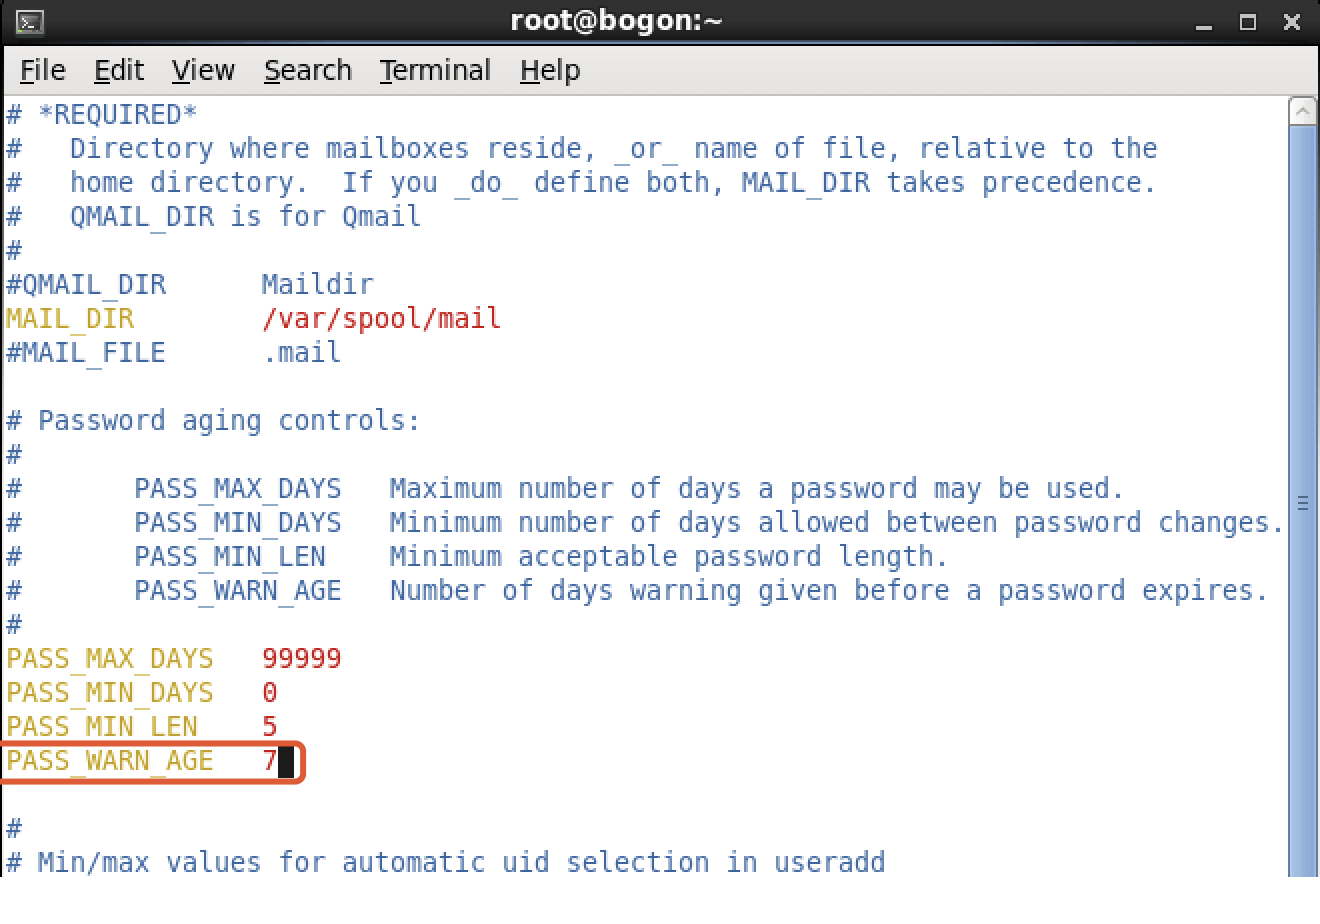 root@bogon:~
File Edit View Search Terminal Help
# *REQUIRED*
#   Directory where mailboxes reside, _or_ name of file, relative to the
#   home directory.  If you _do_ define both, MAIL_DIR takes precedence.
#   QMAIL_DIR is for Qmail
#
#QMAIL_DIR      Maildir
MAIL_DIR        /var/spool/mail
#MAIL_FILE      .mail

# Password aging controls:
#
#       PASS_MAX_DAYS   Maximum number of days a password may be used.
#       PASS_MIN_DAYS   Minimum number of days allowed between password changes.
#       PASS_MIN_LEN    Minimum acceptable password length.
#       PASS_WARN_AGE   Number of days warning given before a password expires.
#
PASS_MAX_DAYS   99999
PASS_MIN_DAYS   0
PASS_MIN_LEN    5
PASS_WARN_AGE   7

#
# Min/max values for automatic uid selection in useradd